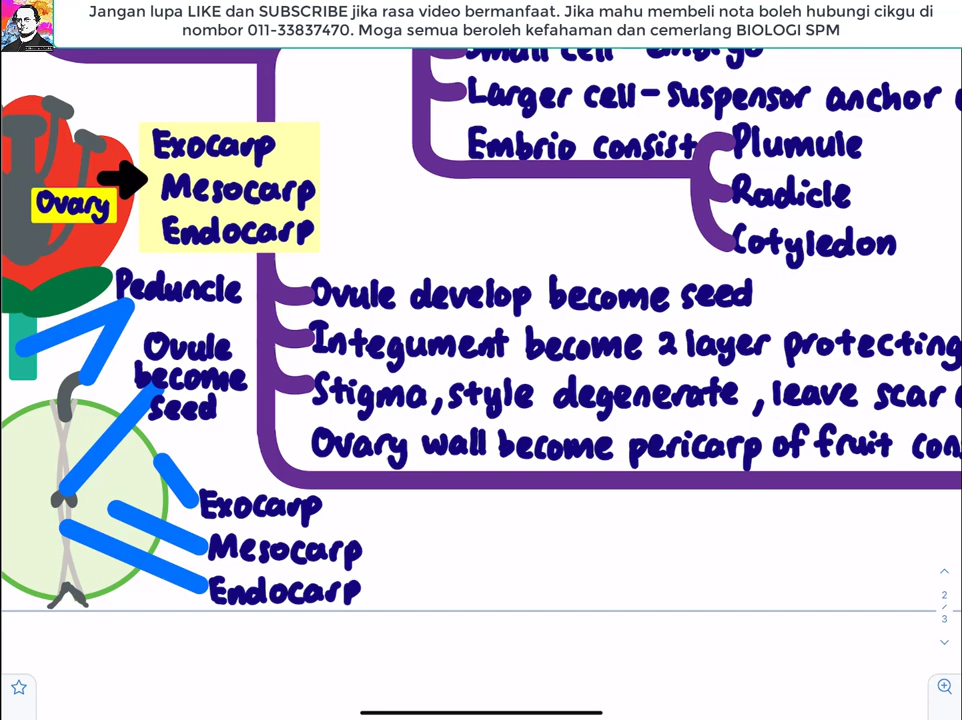 Jangan lupa LIKE dan SUBSCRIBE jika rasa video bermanfaat. Jika mahu membeli nota boleh hubungi cikgu di
nombor 011-33837470. Moga semua beroleh kefahaman dan cemerlang BIOLOGI SPM
Small cell - embryo
Larger cell - suspensor anchor
Embrio consist
Plumule
Radicle
Cotyledon
Ovary
Exocarp
Mesocarp
Endocarp
Peduncle
Ovule
become
seed
Ovule develop become seed
Integument become 2 layer protecting
Stigma, style degenerate, leave scar
Ovary wall become pericarp of fruit
Exocarp
Mesocarp
Endocarp
2
/
3